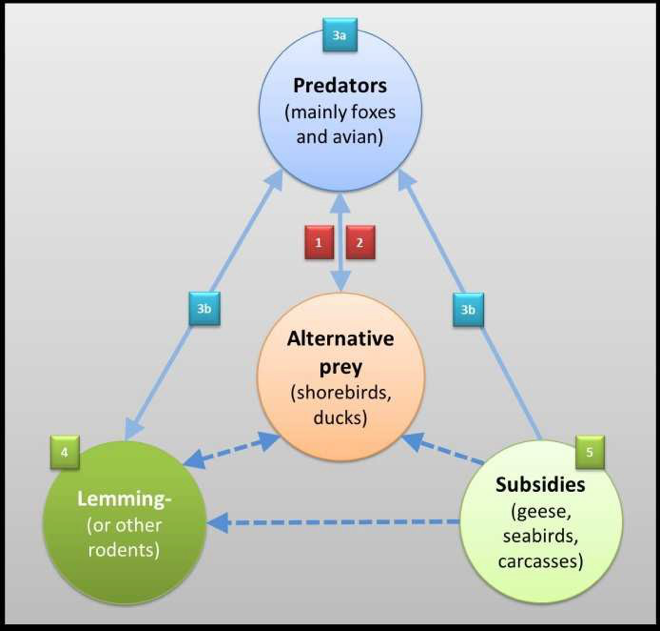 3a
Predators
(mainly foxes
and avian)
1
2
3b
3b
Alternative
prey
(shorebirds,
ducks)
4
5
Lemming-
(or other
rodents)
Subsidies
(geese,
seabirds,
carcasses)